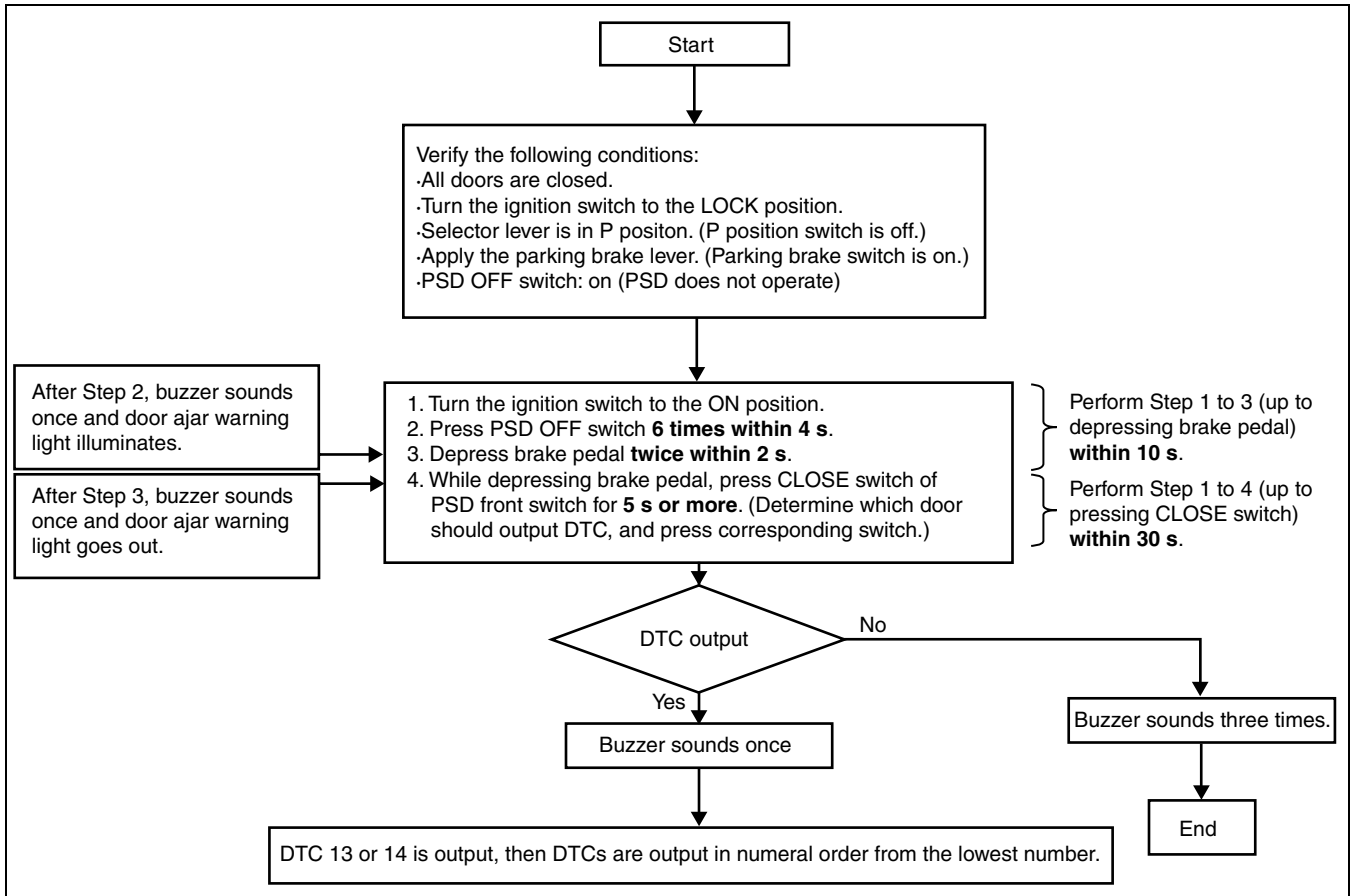 Start
Verify the following conditions:
·All doors are closed.
·Turn the ignition switch to the LOCK position.
·Selector lever is in P positon. (P position switch is off.)
·Apply the parking brake lever. (Parking brake switch is on.)
·PSD OFF switch: on (PSD does not operate)
After Step 2, buzzer sounds
once and door ajar warning
light illuminates.
After Step 3, buzzer sounds
once and door ajar warning
light goes out.
1. Turn the ignition switch to the ON position.
2. Press PSD OFF switch 6 times within 4 s.
3. Depress brake pedal twice within 2 s.
4. While depressing brake pedal, press CLOSE switch of
PSD front switch for 5 s or more. (Determine which door
should output DTC, and press corresponding switch.)
Perform Step 1 to 3 (up to
depressing brake pedal)
within 10 s.
Perform Step 1 to 4 (up to
pressing CLOSE switch)
within 30 s.
DTC output
No
Yes
Buzzer sounds once
Buzzer sounds three times.
DTC 13 or 14 is output, then DTCs are output in numeral order from the lowest number.
End